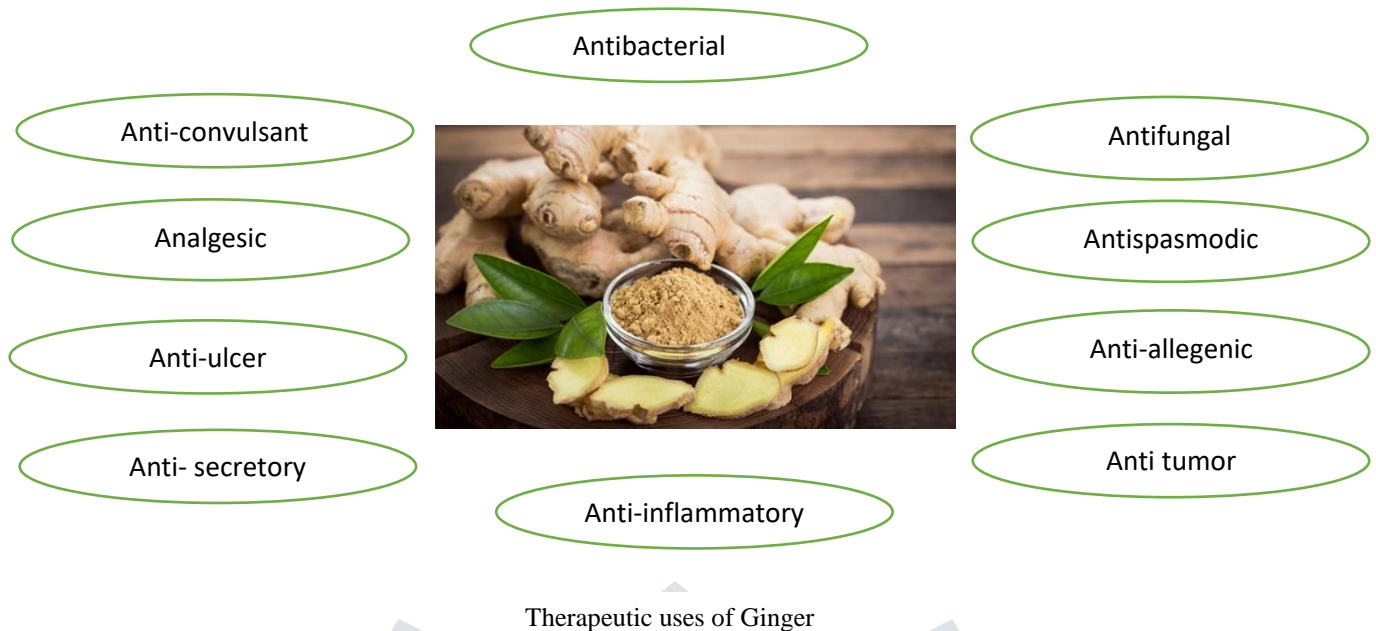 Antibacterial
Anti-convulsant
Antifungal
Analgesic
Antispasmodic
Anti-ulcer
Anti-allegenic
Anti- secretory
Anti tumor
Anti-inflammatory
Therapeutic uses of Ginger